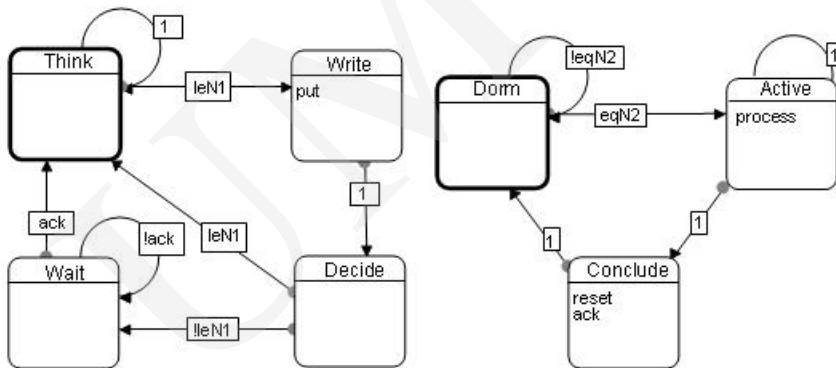 1
Think
leN1
Write
put
1
ack
!ack
leN1
Wait
Decide
!leN1
!eqN2
Dorm
eqN2
1
Active
process
1
1
Conclude
reset
ack